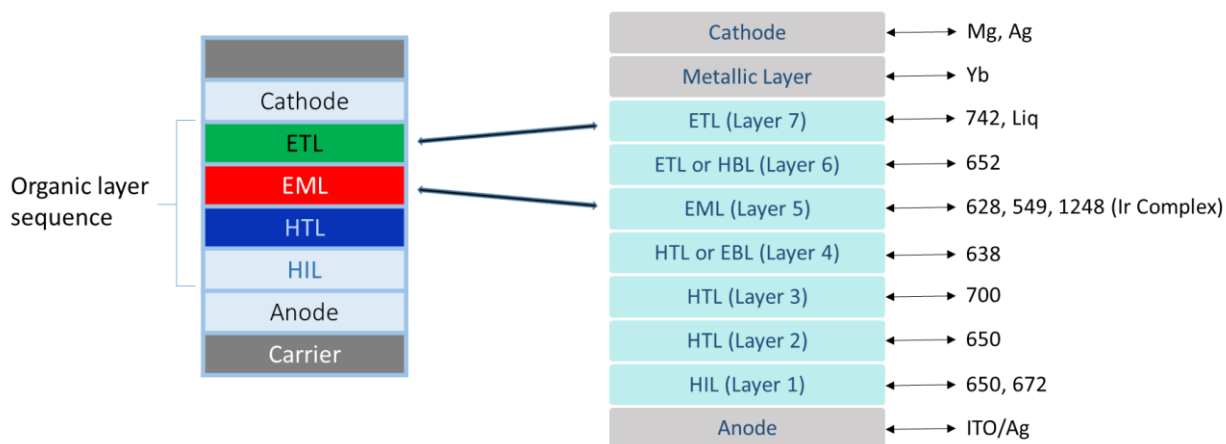 Cathode
ETL
EML
HTL
HIL
Anode
Carrier
Organic layer
sequence
Cathode
Mg, Ag
Metallic Layer
Yb
ETL (Layer 7)
742, Liq
ETL or HBL (Layer 6)
652
EML (Layer 5)
628, 549, 1248 (Ir Complex)
HTL or EBL (Layer 4)
638
HTL (Layer 3)
700
HTL (Layer 2)
650
HIL (Layer 1)
650, 672
Anode
ITO/Ag